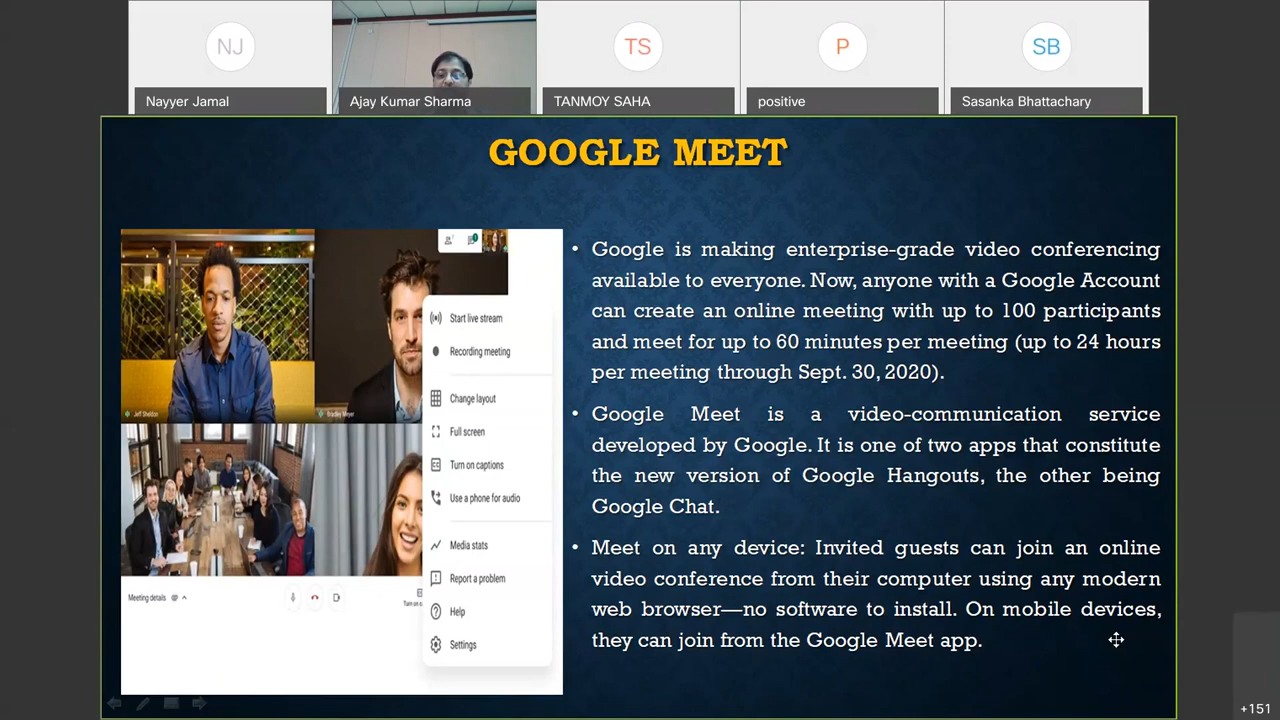 NJ
TS
P
SB
Nayyer Jamal
Ajay Kumar Sharma
TANMOY SAHA
positive
Sasanka Bhattachary
GOOGLE MEET
Start live stream
Recording meeting
Change layout
Full screen
Turn on captions
Use a phone for audio
Media stats
Report a problem
Help
Settings
Jeff Sheldon
Bradley Meyer
Meeting details
Turn on
• Google is making enterprise-grade video conferencing
available to everyone. Now, anyone with a Google Account
can create an online meeting with up to 100 participants
and meet for up to 60 minutes per meeting (up to 24 hours
per meeting through Sept. 30, 2020).
• Google Meet is a video-communication service
developed by Google. It is one of two apps that constitute
the new version of Google Hangouts, the other being
Google Chat.
• Meet on any device: Invited guests can join an online
video conference from their computer using any modern
web browser—no software to install. On mobile devices,
they can join from the Google Meet app.
+151